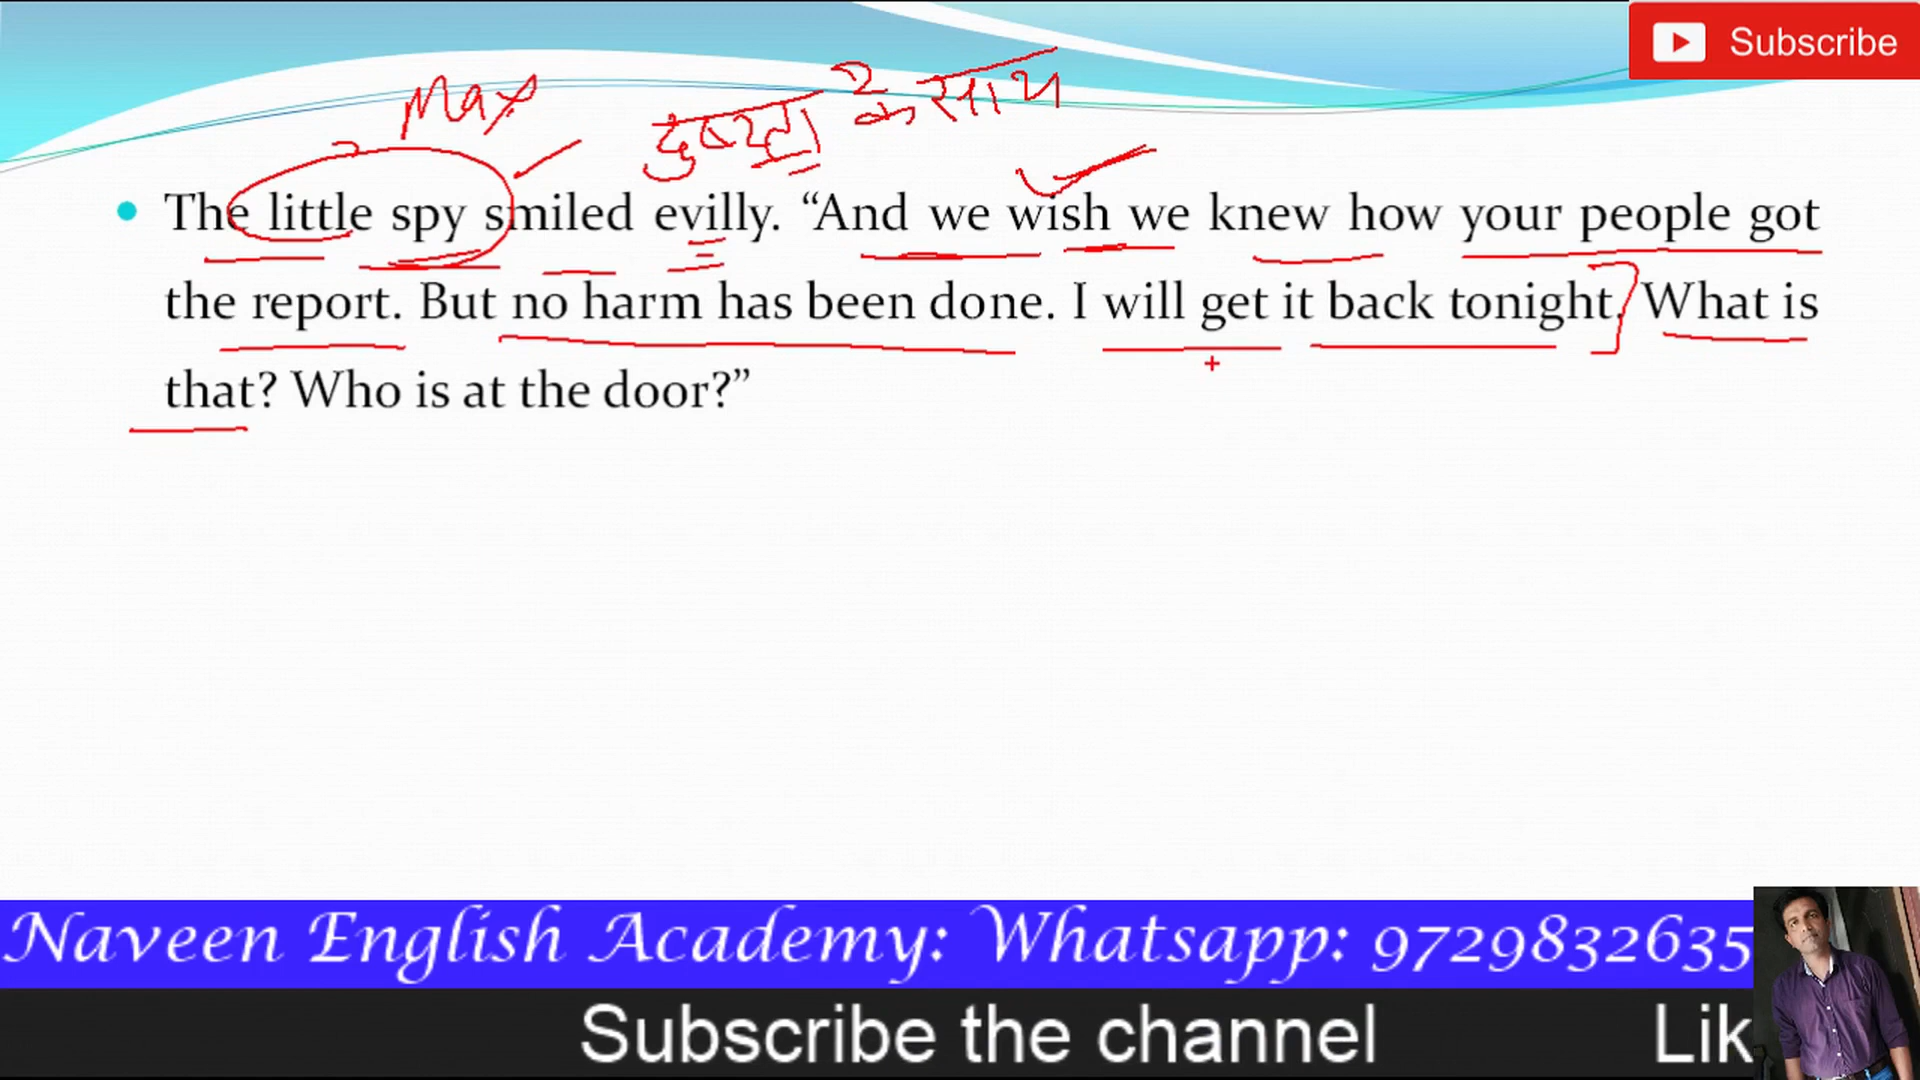 Subscribe
Max
दुष्टता के साथ
The little spy smiled evilly. “And we wish we knew how your people got
the report. But no harm has been done. I will get it back tonight. What is
that? Who is at the door?”
Naveen English Academy: Whatsapp: 9729832635
Subscribe the channel Lik